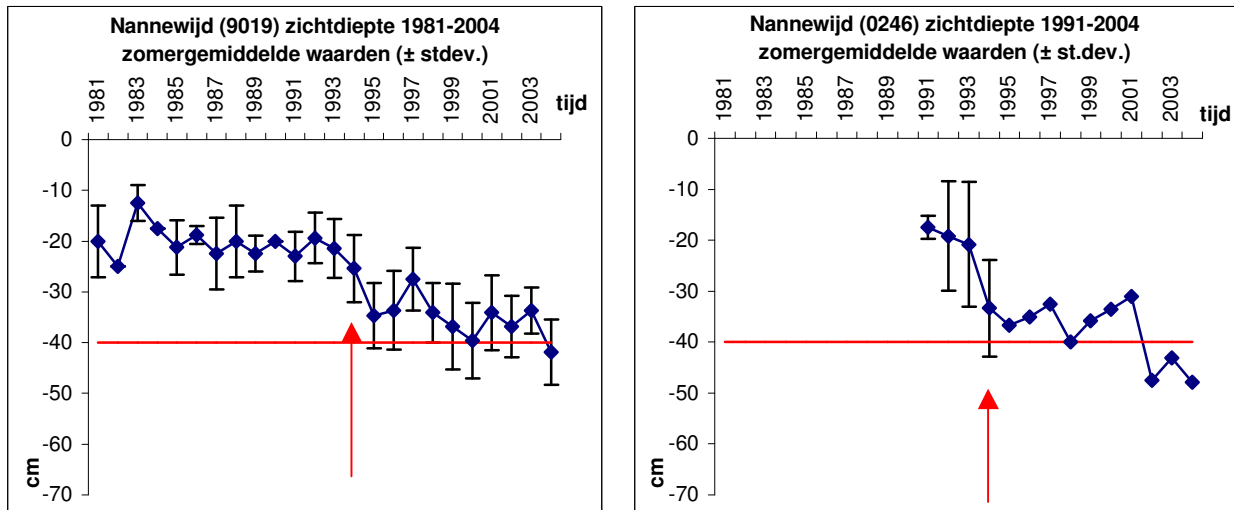 Nannewijd (9019) zichtdiepte 1981-2004
zomergemiddelde waarden (± stdev.)
1981 1983 1985 1987 1989 1991 1993 1995 1997 1999 2001 2003 tijd
0
-10
-20
-30
-40
-50
-60
-70
cm
Nannewijd (0246) zichtdiepte 1991-2004
zomergemiddelde waarden (± st.dev.)
1981 1983 1985 1987 1989 1991 1993 1995 1997 1999 2001 2003 tijd
0
-10
-20
-30
-40
-50
-60
-70
cm